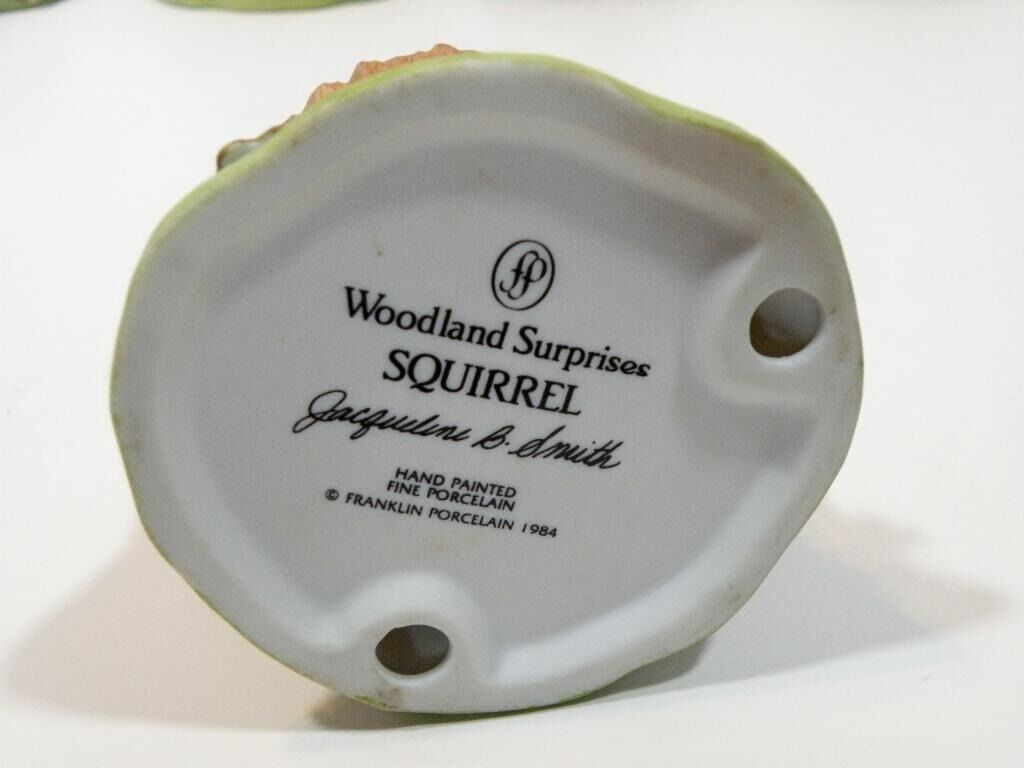 fp
Woodland Surprises
SQUIRREL
Jacqueline B. Smith
HAND PAINTED
FINE PORCELAIN
© FRANKLIN PORCELAIN 1984